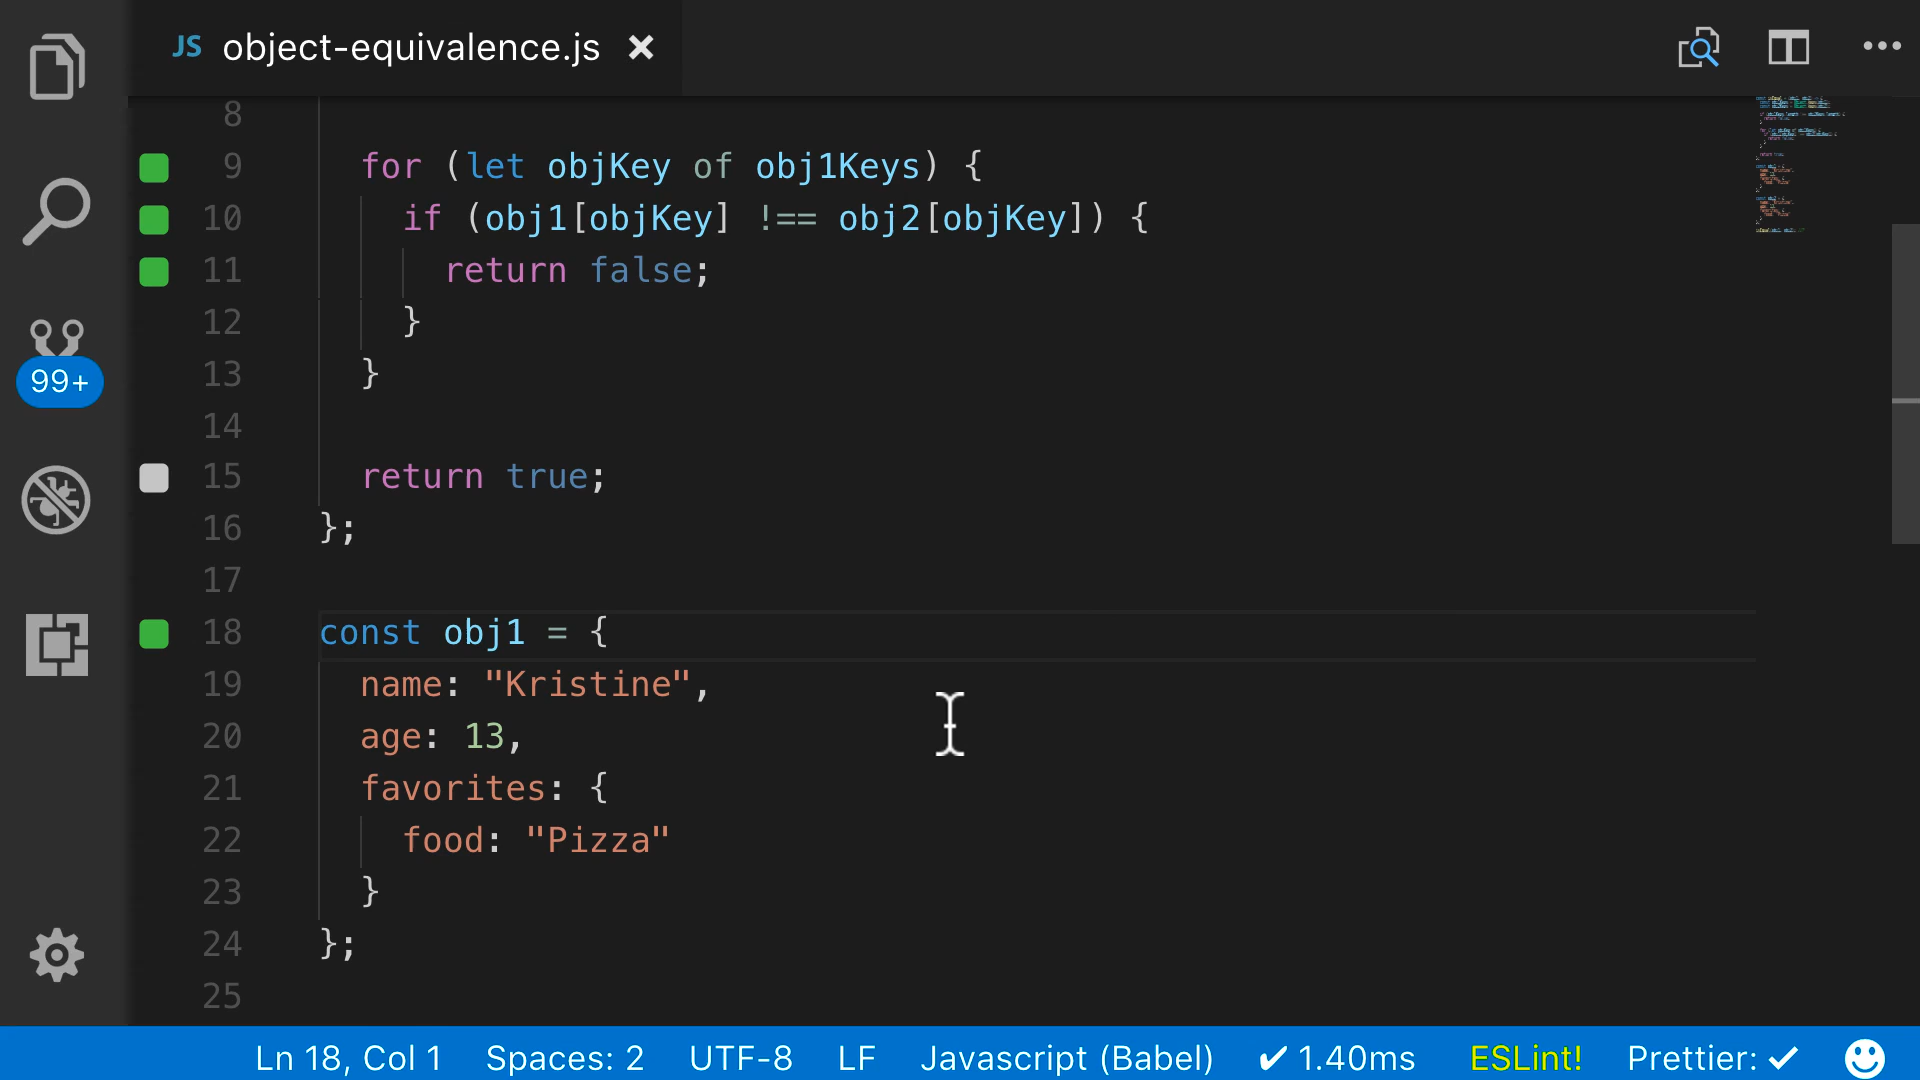 JS object-equivalence.js
8
9 for (let objKey of obj1Keys) {
10 if (obj1[objKey] !== obj2[objKey]) {
11 return false;
12 }
13 }
14
15 return true;
16 };
17
18 const obj1 = {
19 name: "Kristine",
20 age: 13,
21 favorites: {
22 food: "Pizza"
23 }
24 };
25
99+
Ln 18, Col 1 Spaces: 2 UTF-8 LF Javascript (Babel) ✔ 1.40ms ESLint! Prettier: ✓